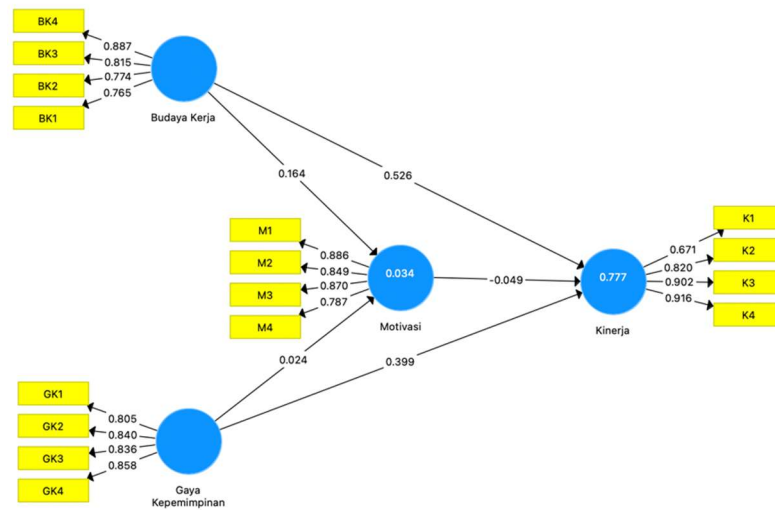 BK4
BK3
BK2
BK1
0.887
0.815
0.774
0.765
Budaya Kerja
0.164
0.526
M1
M2
M3
M4
0.886
0.849
0.870
0.787
0.034
Motivasi
-0.049
0.777
Kinerja
0.671
0.820
0.902
0.916
K1
K2
K3
K4
0.024
0.399
GK1
GK2
GK3
GK4
0.805
0.840
0.836
0.858
Gaya
Kepemimpinan